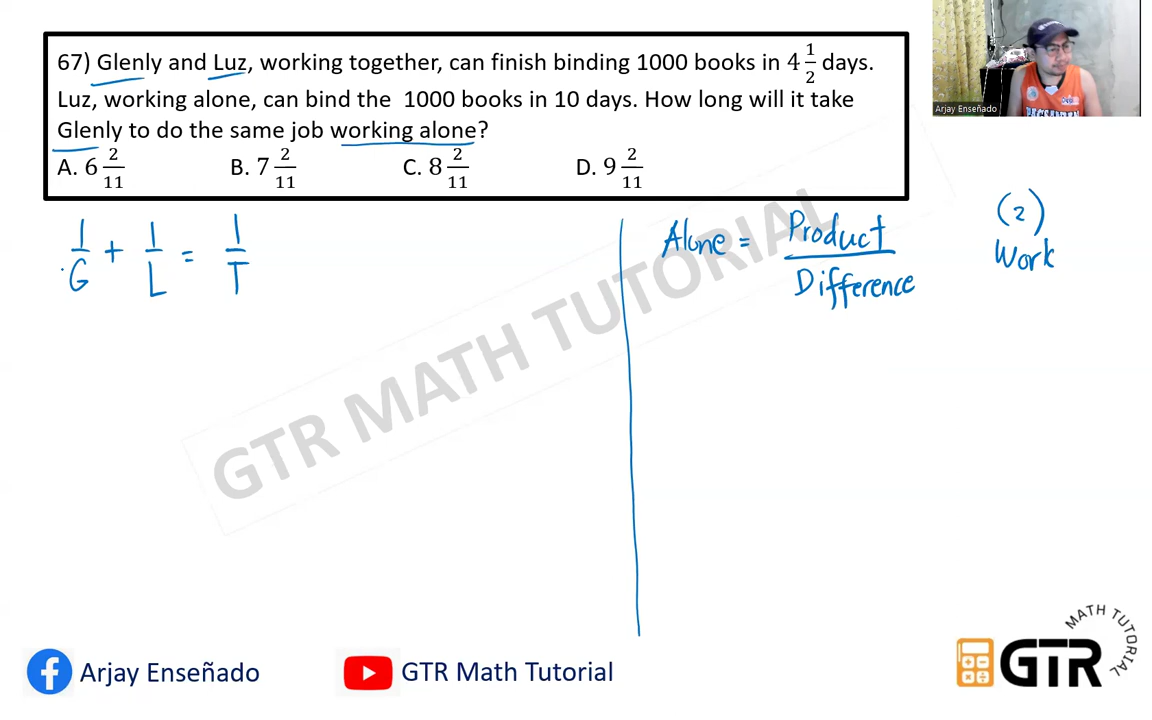 67) Glenly and Luz, working together, can finish binding 1000 books in 4 1/2 days.
Luz, working alone, can bind the 1000 books in 10 days. How long will it take
Glenly to do the same job working alone?
A. 6 2/11 B. 7 2/11 C. 8 2/11 D. 9 2/11
Arjay Enseñado
1/G + 1/L = 1/T
Alone = Product/Difference
(2)
Work
GTR MATH TUTORIAL
Arjay Enseñado
GTR Math Tutorial
GTR
MATH TUTORIAL